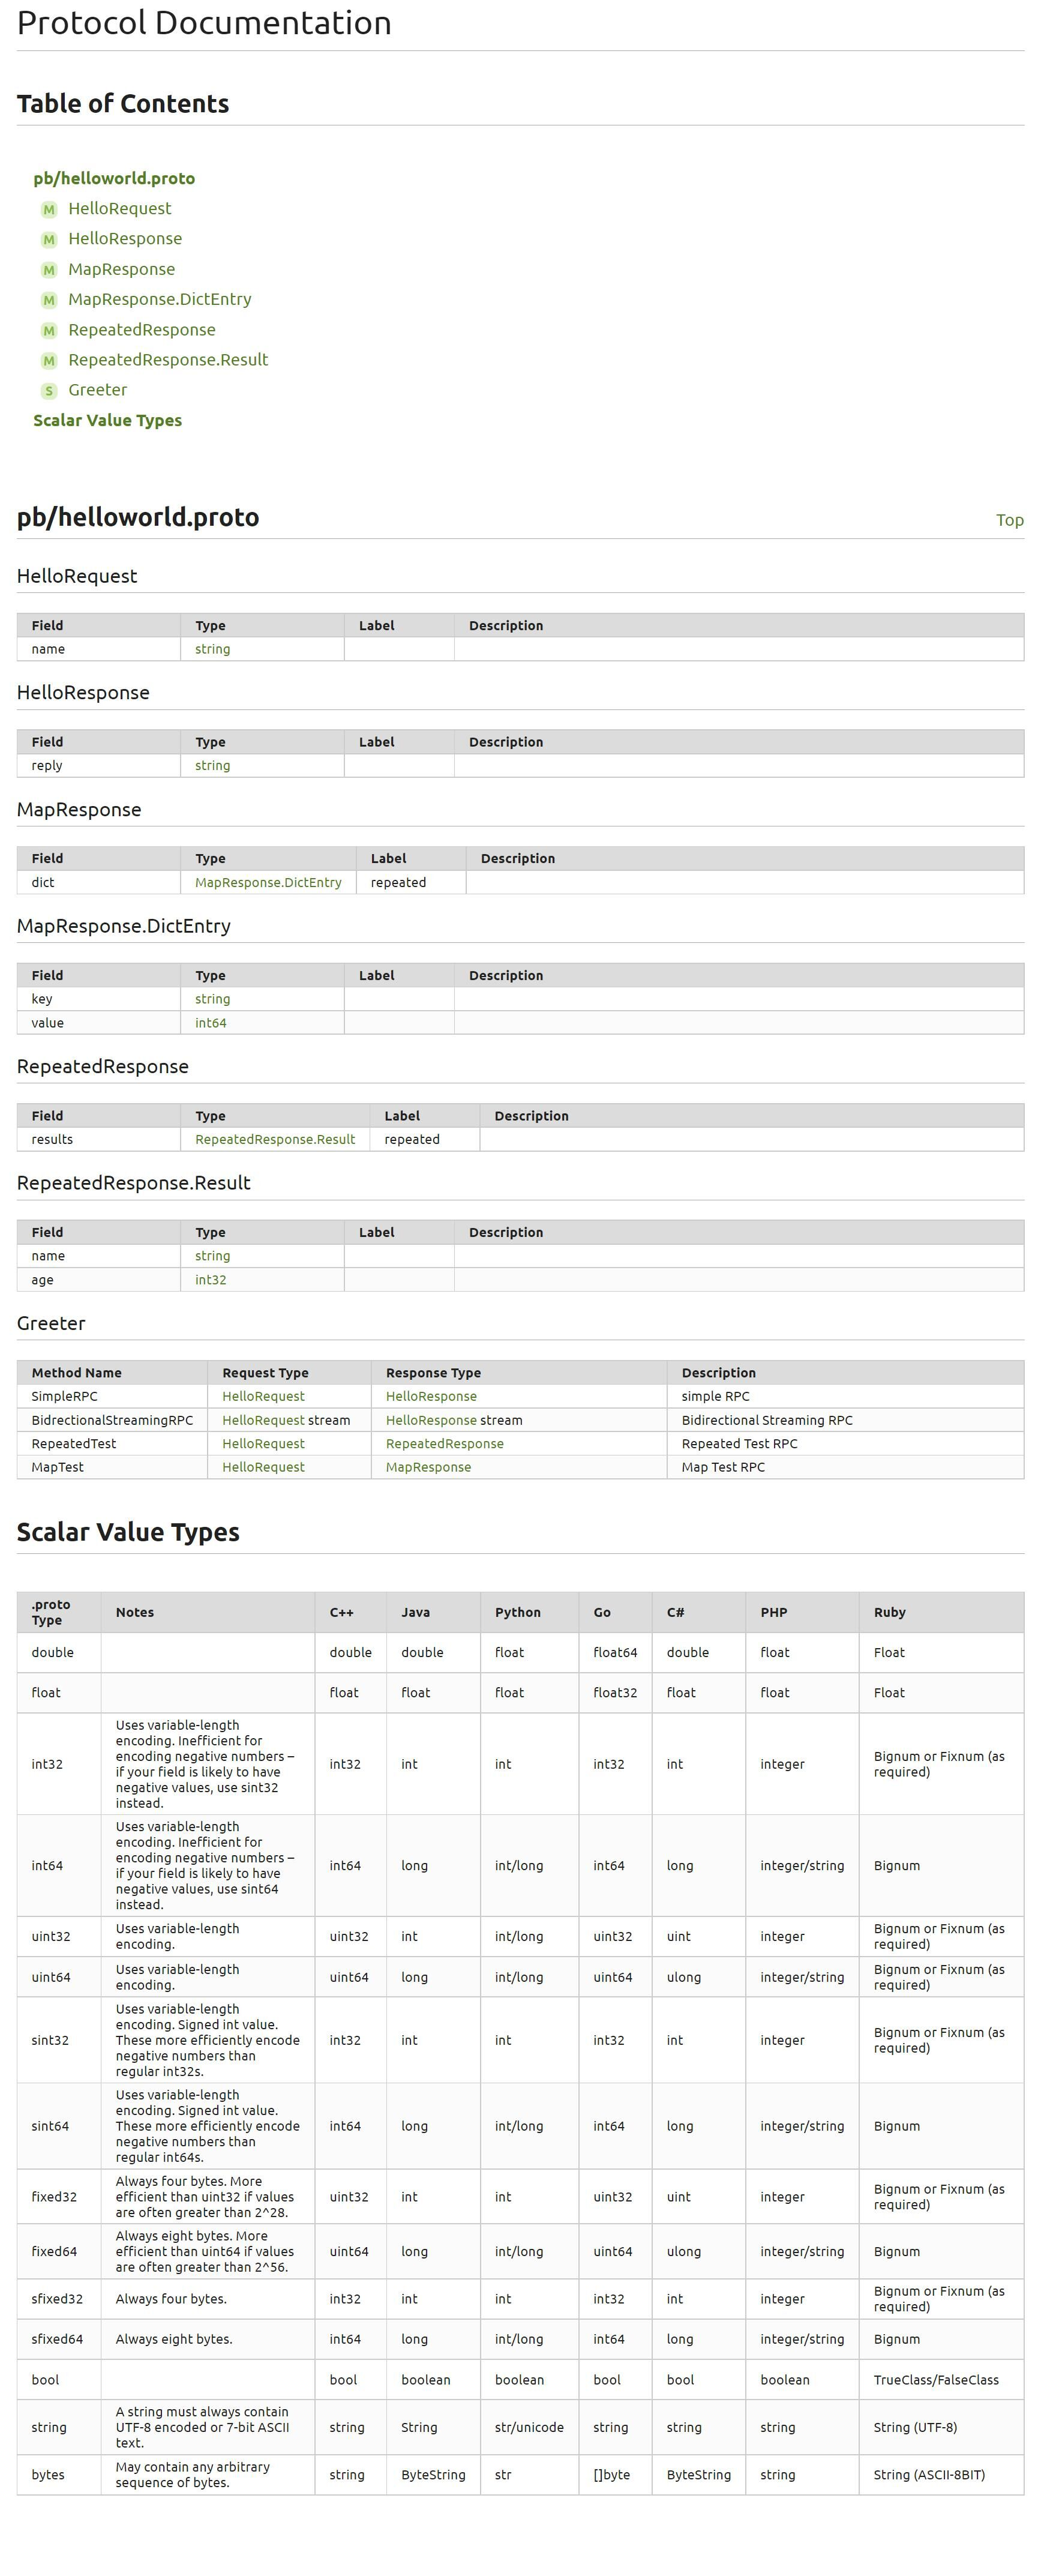 Protocol Documentation
Table of Contents
pb/helloworld.proto
M HelloRequest
M HelloResponse
M MapResponse
M MapResponse.DictEntry
M RepeatedResponse
M RepeatedResponse.Result
S Greeter
Scalar Value Types
pb/helloworld.proto Top
HelloRequest
Field Type Label Description
name string
HelloResponse
Field Type Label Description
reply string
MapResponse
Field Type Label Description
dict MapResponse.DictEntry repeated
MapResponse.DictEntry
Field Type Label Description
key string
value int64
RepeatedResponse
Field Type Label Description
results RepeatedResponse.Result repeated
RepeatedResponse.Result
Field Type Label Description
name string
age int32
Greeter
Method Name Request Type Response Type Description
SimpleRPC HelloRequest HelloResponse simple RPC
BidrectionalStreamingRPC HelloRequest stream HelloResponse stream Bidirectional Streaming RPC
RepeatedTest HelloRequest RepeatedResponse Repeated Test RPC
MapTest HelloRequest MapResponse Map Test RPC
Scalar Value Types
.proto
Type Notes C++ Java Python Go C# PHP Ruby
double double double float float64 double float Float
float float float float float32 float float Float
int32
Uses variable-length
encoding. Inefficient for
encoding negative numbers –
if your field is likely to have
negative values, use sint32
instead.
int32 int int int32 int integer
Bignum or Fixnum (as
required)
int64
Uses variable-length
encoding. Inefficient for
encoding negative numbers –
if your field is likely to have
negative values, use sint64
instead.
int64 long int/long int64 long integer/string Bignum
uint32
Uses variable-length
encoding.
uint32 int int/long uint32 uint integer
Bignum or Fixnum (as
required)
uint64
Uses variable-length
encoding.
uint64 long int/long uint64 ulong integer/string
Bignum or Fixnum (as
required)
sint32
Uses variable-length
encoding. Signed int value.
These more efficiently encode
negative numbers than
regular int32s.
int32 int int int32 int integer
Bignum or Fixnum (as
required)
sint64
Uses variable-length
encoding. Signed int value.
These more efficiently encode
negative numbers than
regular int64s.
int64 long int/long int64 long integer/string Bignum
fixed32
Always four bytes. More
efficient than uint32 if values
are often greater than 2^28.
uint32 int int uint32 uint integer
Bignum or Fixnum (as
required)
fixed64
Always eight bytes. More
efficient than uint64 if values
are often greater than 2^56.
uint64 long int/long uint64 ulong integer/string Bignum
sfixed32 Always four bytes. int32 int int int32 int integer
Bignum or Fixnum (as
required)
sfixed64 Always eight bytes. int64 long int/long int64 long integer/string Bignum
bool bool boolean boolean bool bool boolean TrueClass/FalseClass
string
A string must always contain
UTF-8 encoded or 7-bit ASCII
text.
string String str/unicode string string string String (UTF-8)
bytes
May contain any arbitrary
sequence of bytes.
string ByteString str []byte ByteString string String (ASCII-8BIT)